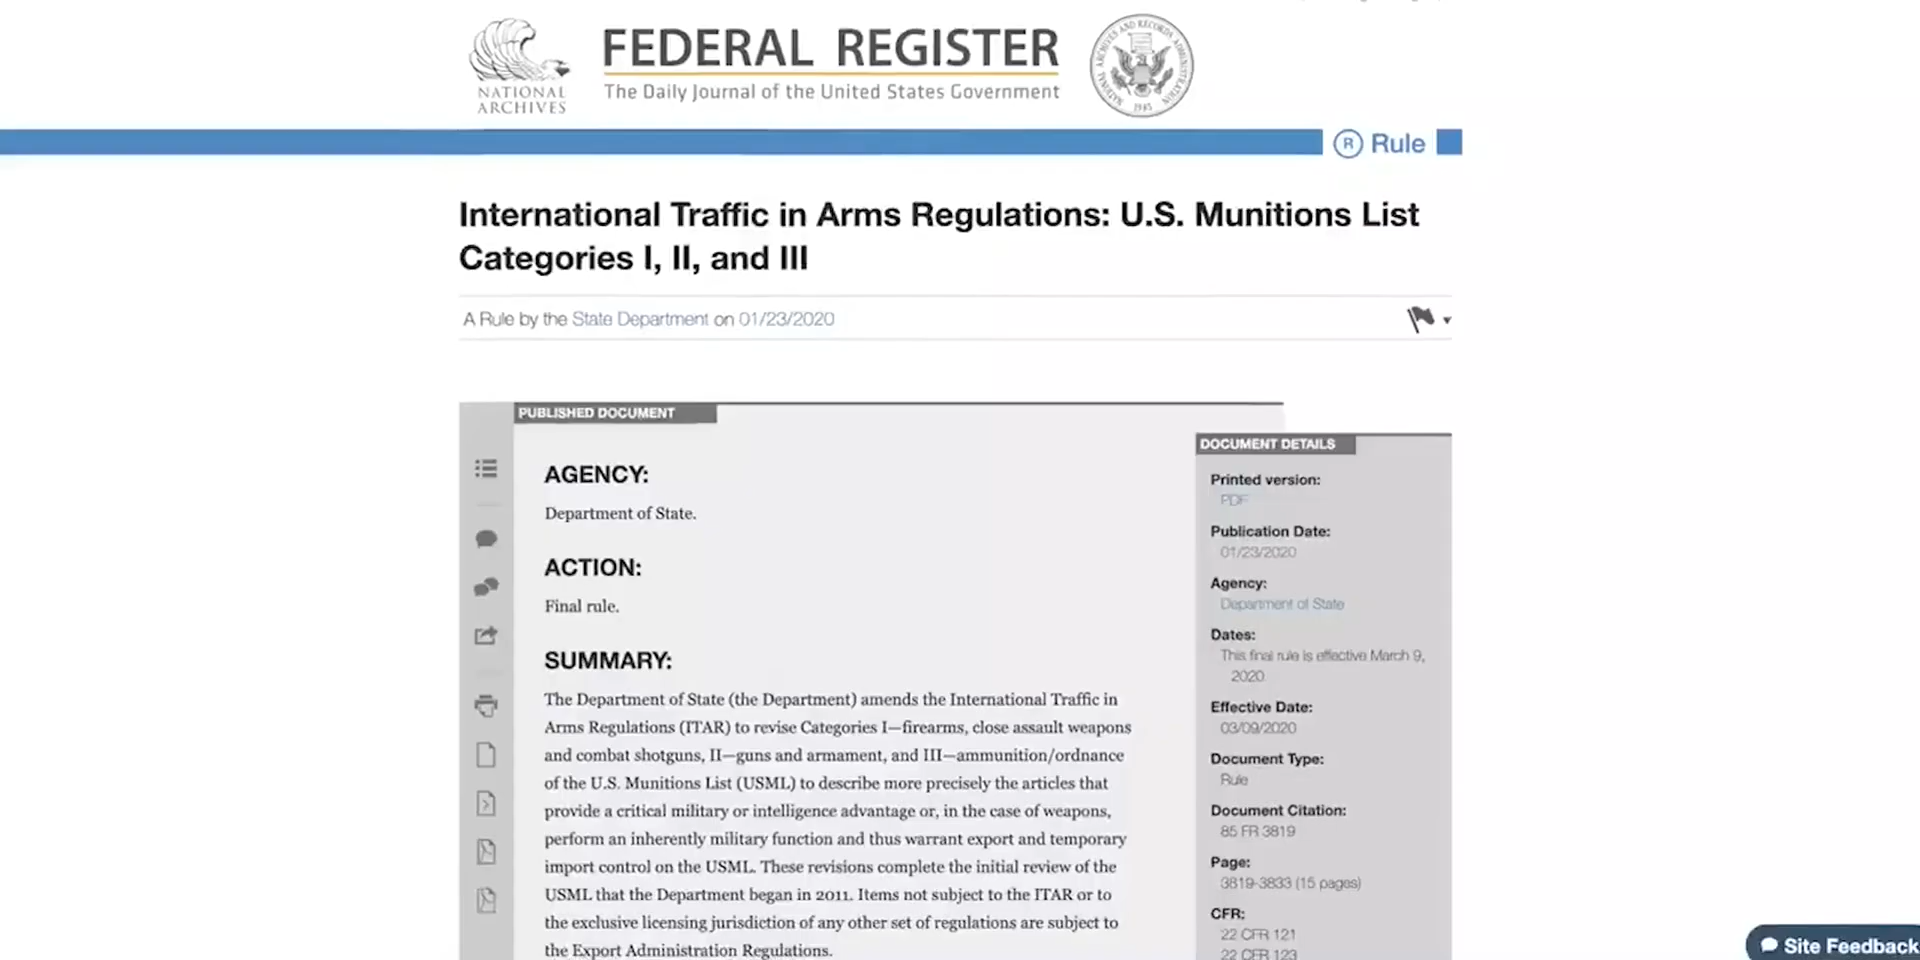 NATIONAL
ARCHIVES
FEDERAL REGISTER
The Daily Journal of the United States Government
ARCHIVES AND RECORDS ADMINISTRATION
NATIONAL
1985
R Rule
International Traffic in Arms Regulations: U.S. Munitions List
Categories I, II, and III
A Rule by the State Department on 01/23/2020
PUBLISHED DOCUMENT
AGENCY:
Department of State.
ACTION:
Final rule.
SUMMARY:
The Department of State (the Department) amends the International Traffic in
Arms Regulations (ITAR) to revise Categories I—firearms, close assault weapons
and combat shotguns, II—guns and armament, and III—ammunition/ordnance
of the U.S. Munitions List (USML) to describe more precisely the articles that
provide a critical military or intelligence advantage or, in the case of weapons,
perform an inherently military function and thus warrant export and temporary
import control on the USML. These revisions complete the initial review of the
USML that the Department began in 2011. Items not subject to the ITAR or to
the exclusive licensing jurisdiction of any other set of regulations are subject to
the Export Administration Regulations.
DOCUMENT DETAILS
Printed version:
PDF
Publication Date:
01/23/2020
Agency:
Department of State
Dates:
This final rule is effective March 9,
2020
Effective Date:
03/09/2020
Document Type:
Rule
Document Citation:
85 FR 3819
Page:
3819-3833 (15 pages)
CFR:
22 CFR 121
22 CFR 123
Site Feedback